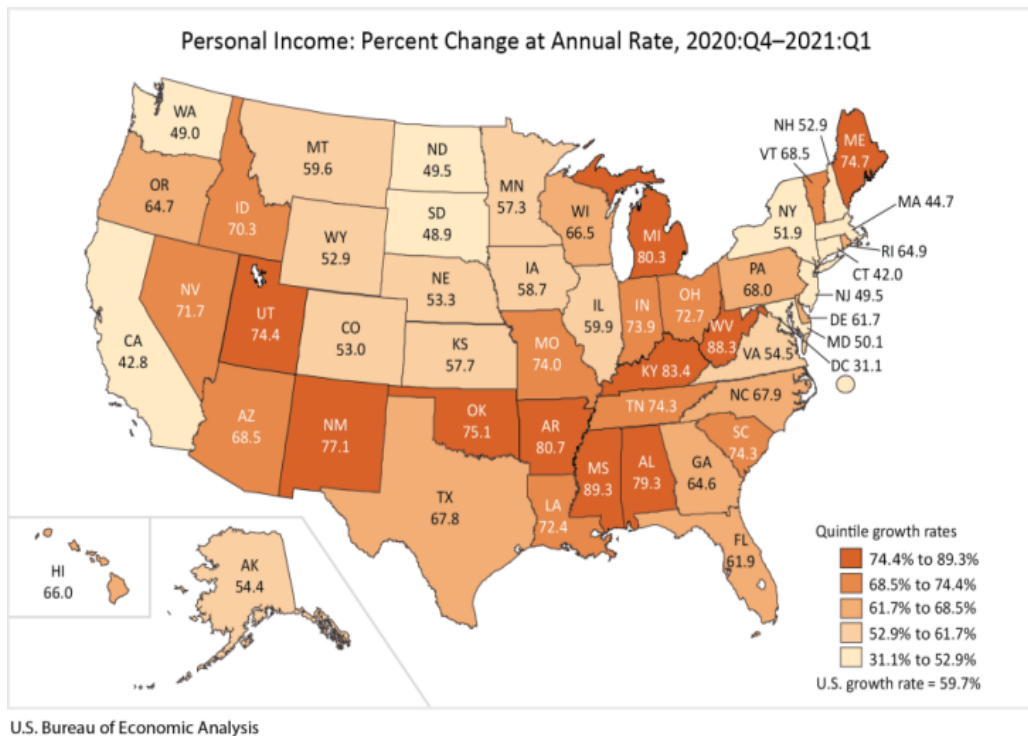 Personal Income: Percent Change at Annual Rate, 2020:Q4–2021:Q1
WA
49.0
MT
59.6
ND
49.5
MN
57.3
NH 52.9
VT 68.5
ME
74.7
OR
64.7
ID
70.3
SD
48.9
WI
66.5
MI
80.3
NY
51.9
MA 44.7
RI 64.9
CT 42.0
NJ 49.5
DE 61.7
MD 50.1
DC 31.1
WY
52.9
NE
53.3
IA
58.7
PA
68.0
NV
71.7
UT
74.4
CO
53.0
KS
57.7
IL
59.9
IN
73.9
OH
72.7
WV
88.3
VA 54.5
CA
42.8
MO
74.0
KY 83.4
NC 67.9
TN 74.3
AZ
68.5
NM
77.1
OK
75.1
AR
80.7
SC
74.3
MS
89.3
AL
79.3
GA
64.6
TX
67.8
LA
72.4
FL
61.9
HI
66.0
AK
54.4
Quintile growth rates
74.4% to 89.3%
68.5% to 74.4%
61.7% to 68.5%
52.9% to 61.7%
31.1% to 52.9%
U.S. growth rate = 59.7%
U.S. Bureau of Economic Analysis